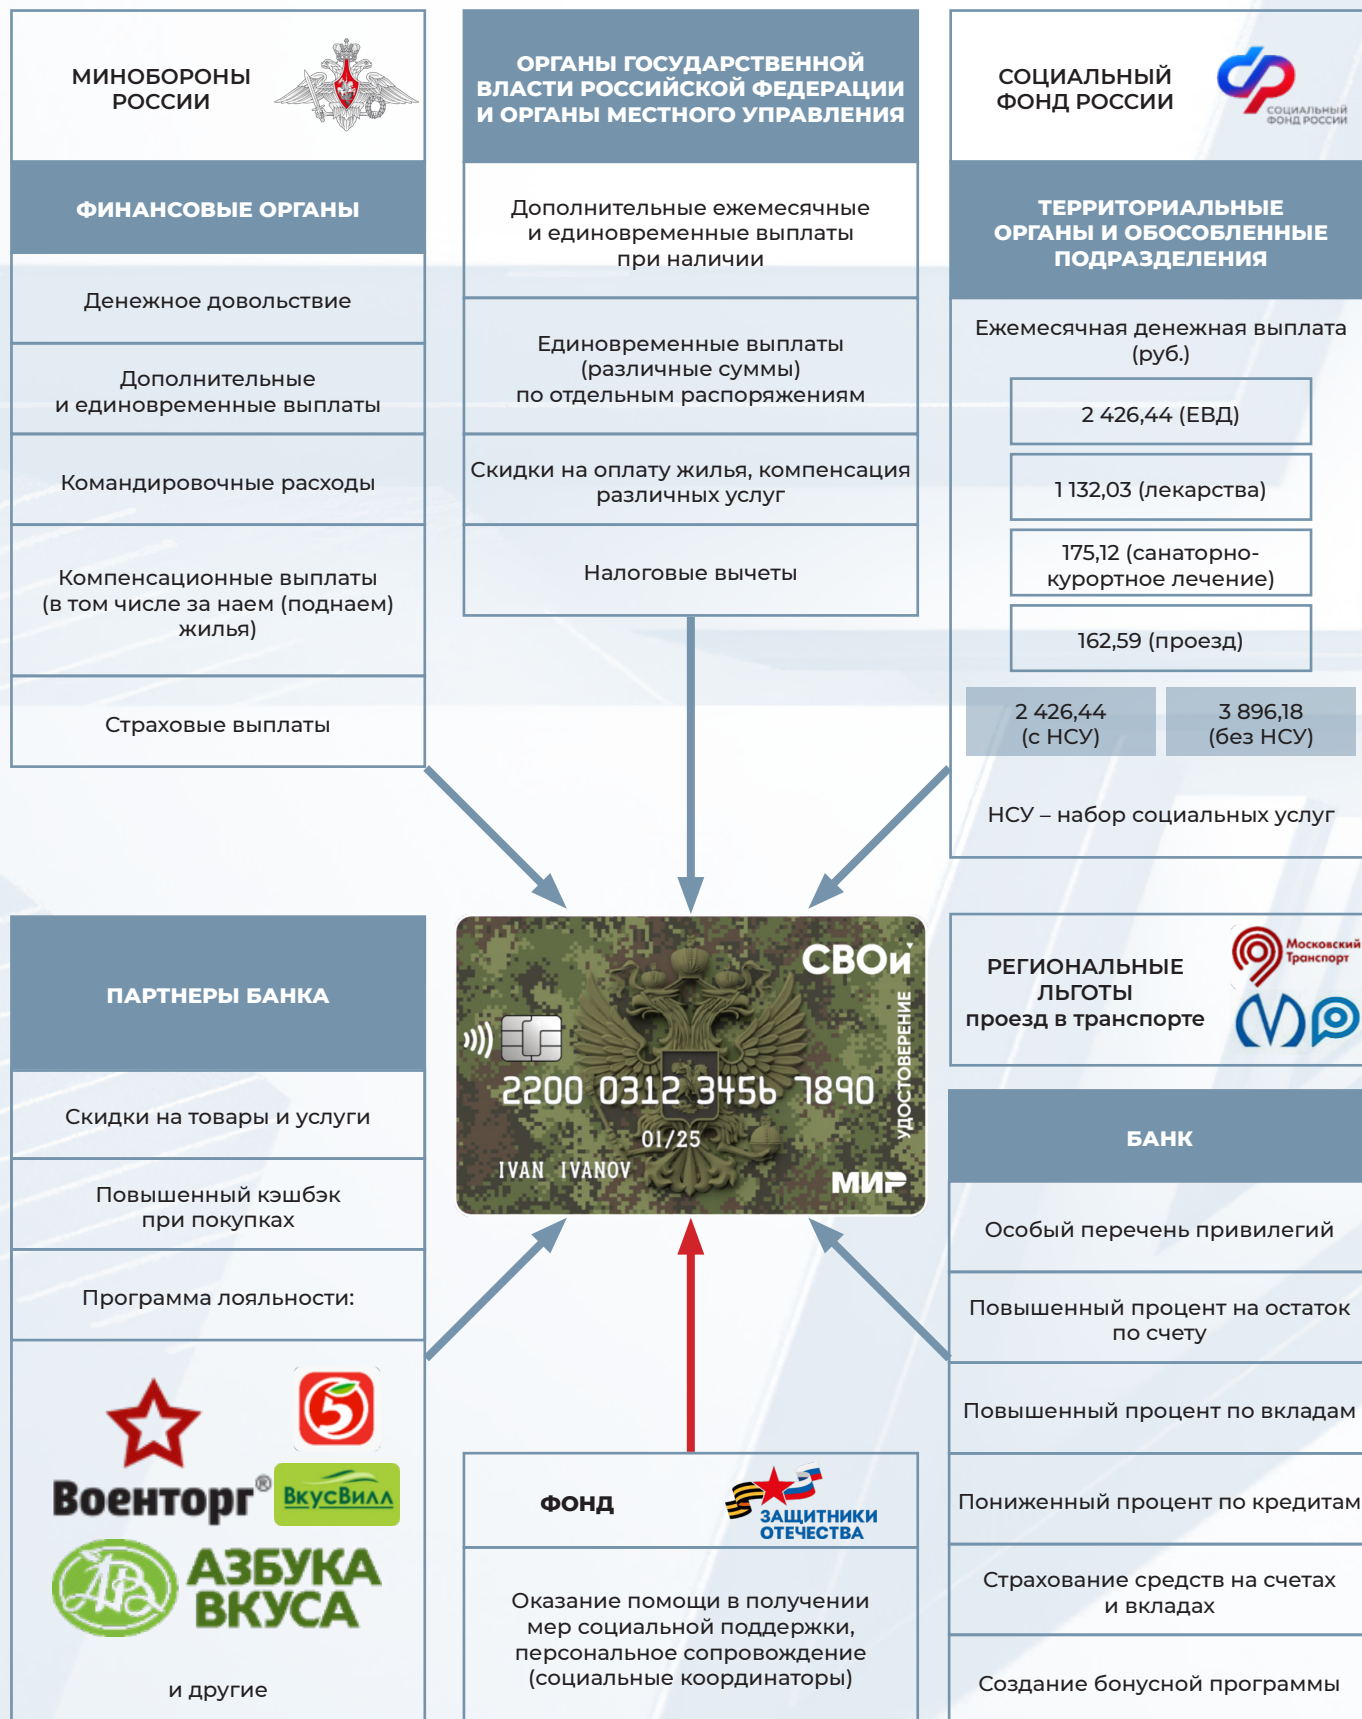 МИНОБОРОНЫ
РОССИИ
ФИНАНСОВЫЕ ОРГАНЫ
Денежное довольствие
Дополнительные
и единовременные выплаты
Командировочные расходы
Компенсационные выплаты
(в том числе за наем (поднаем)
жилья)
Страховые выплаты
ОРГАНЫ ГОСУДАРСТВЕННОЙ
ВЛАСТИ РОССИЙСКОЙ ФЕДЕРАЦИИ
И ОРГАНЫ МЕСТНОГО УПРАВЛЕНИЯ
Дополнительные ежемесячные
и единовременные выплаты
при наличии
Единовременные выплаты
(различные суммы)
по отдельным распоряжениям
Скидки на оплату жилья, компенсация
различных услуг
Налоговые вычеты
СОЦИАЛЬНЫЙ
ФОНД РОССИИ
СОЦИАЛЬНЫЙ
ФОНД РОССИИ
ТЕРРИТОРИАЛЬНЫЕ
ОРГАНЫ И ОБОСОБЛЕННЫЕ
ПОДРАЗДЕЛЕНИЯ
Ежемесячная денежная выплата
(руб.)
2 426,44 (ЕВД)
1 132,03 (лекарства)
175,12 (санаторно-
курортное лечение)
162,59 (проезд)
2 426,44
(с НСУ)
3 896,18
(без НСУ)
НСУ – набор социальных услуг
СВОи
УДОСТОВЕРЕНИЕ
2200 0312 3456 7890
01/25
IVAN IVANOV
МИР
ПАРТНЕРЫ БАНКА
Скидки на товары и услуги
Повышенный кэшбэк
при покупках
Программа лояльности:
5
Военторг®
ВкусВилл
АВ
АЗБУКА
ВКУСА
и другие
ФОНД
ЗАЩИТНИКИ
ОТЕЧЕСТВА
Оказание помощи в получении
мер социальной поддержки,
персональное сопровождение
(социальные координаторы)
РЕГИОНАЛЬНЫЕ
ЛЬГОТЫ
проезд в транспорте
Московский
Транспорт
БАНК
Особый перечень привилегий
Повышенный процент на остаток
по счету
Повышенный процент по вкладам
Пониженный процент по кредитам
Страхование средств на счетах
и вкладах
Создание бонусной программы